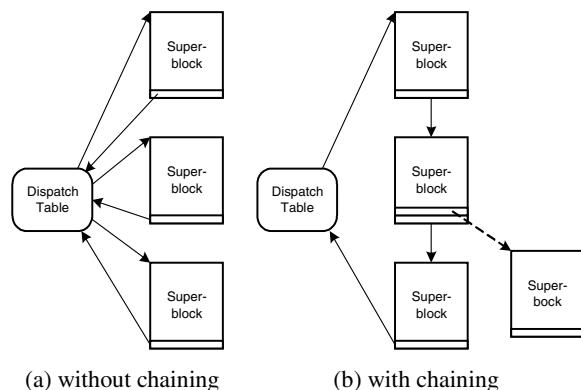 Super-
block
Super-
block
Dispatch
Table
Super-
block
(a) without chaining
Super-
block
Super-
block
Dispatch
Table
Super-
block
Super-
bock
(b) with chaining